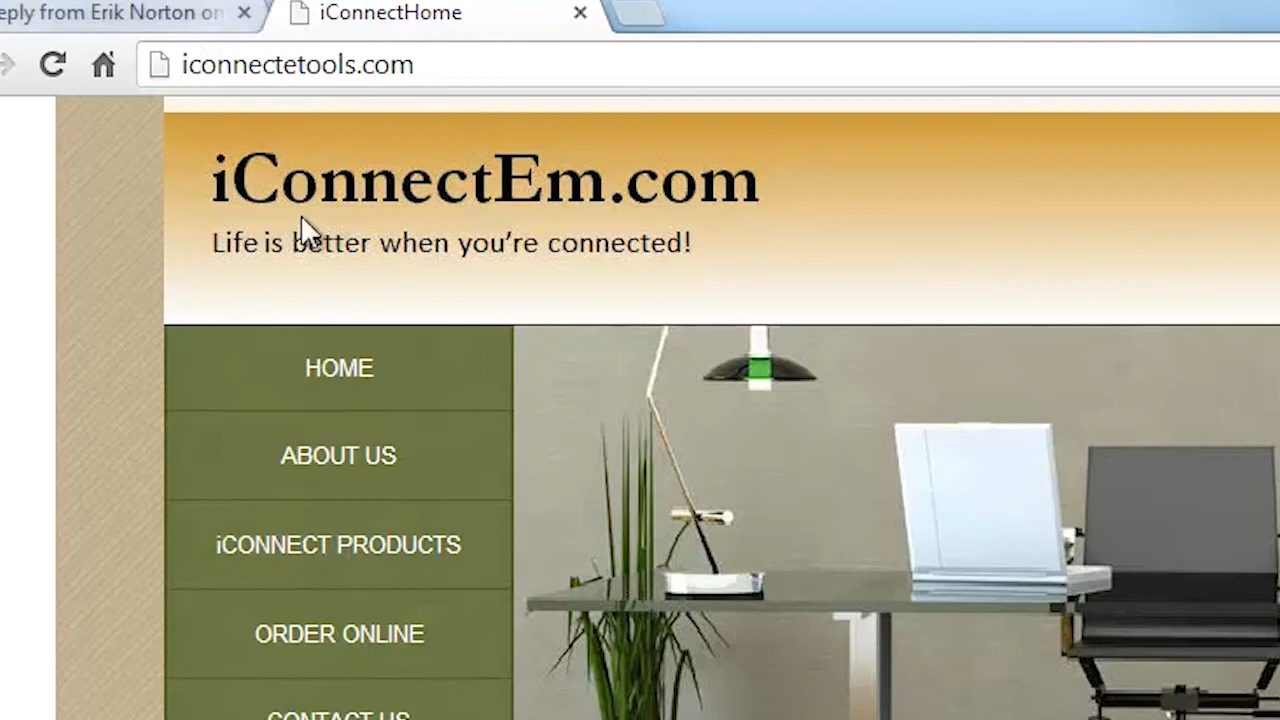 eply from Erik Norton on
iConnectHome
iconnectetools.com
iConnectEm.com
Life is better when you're connected!
HOME
ABOUT US
iCONNECT PRODUCTS
ORDER ONLINE
CONTACT US